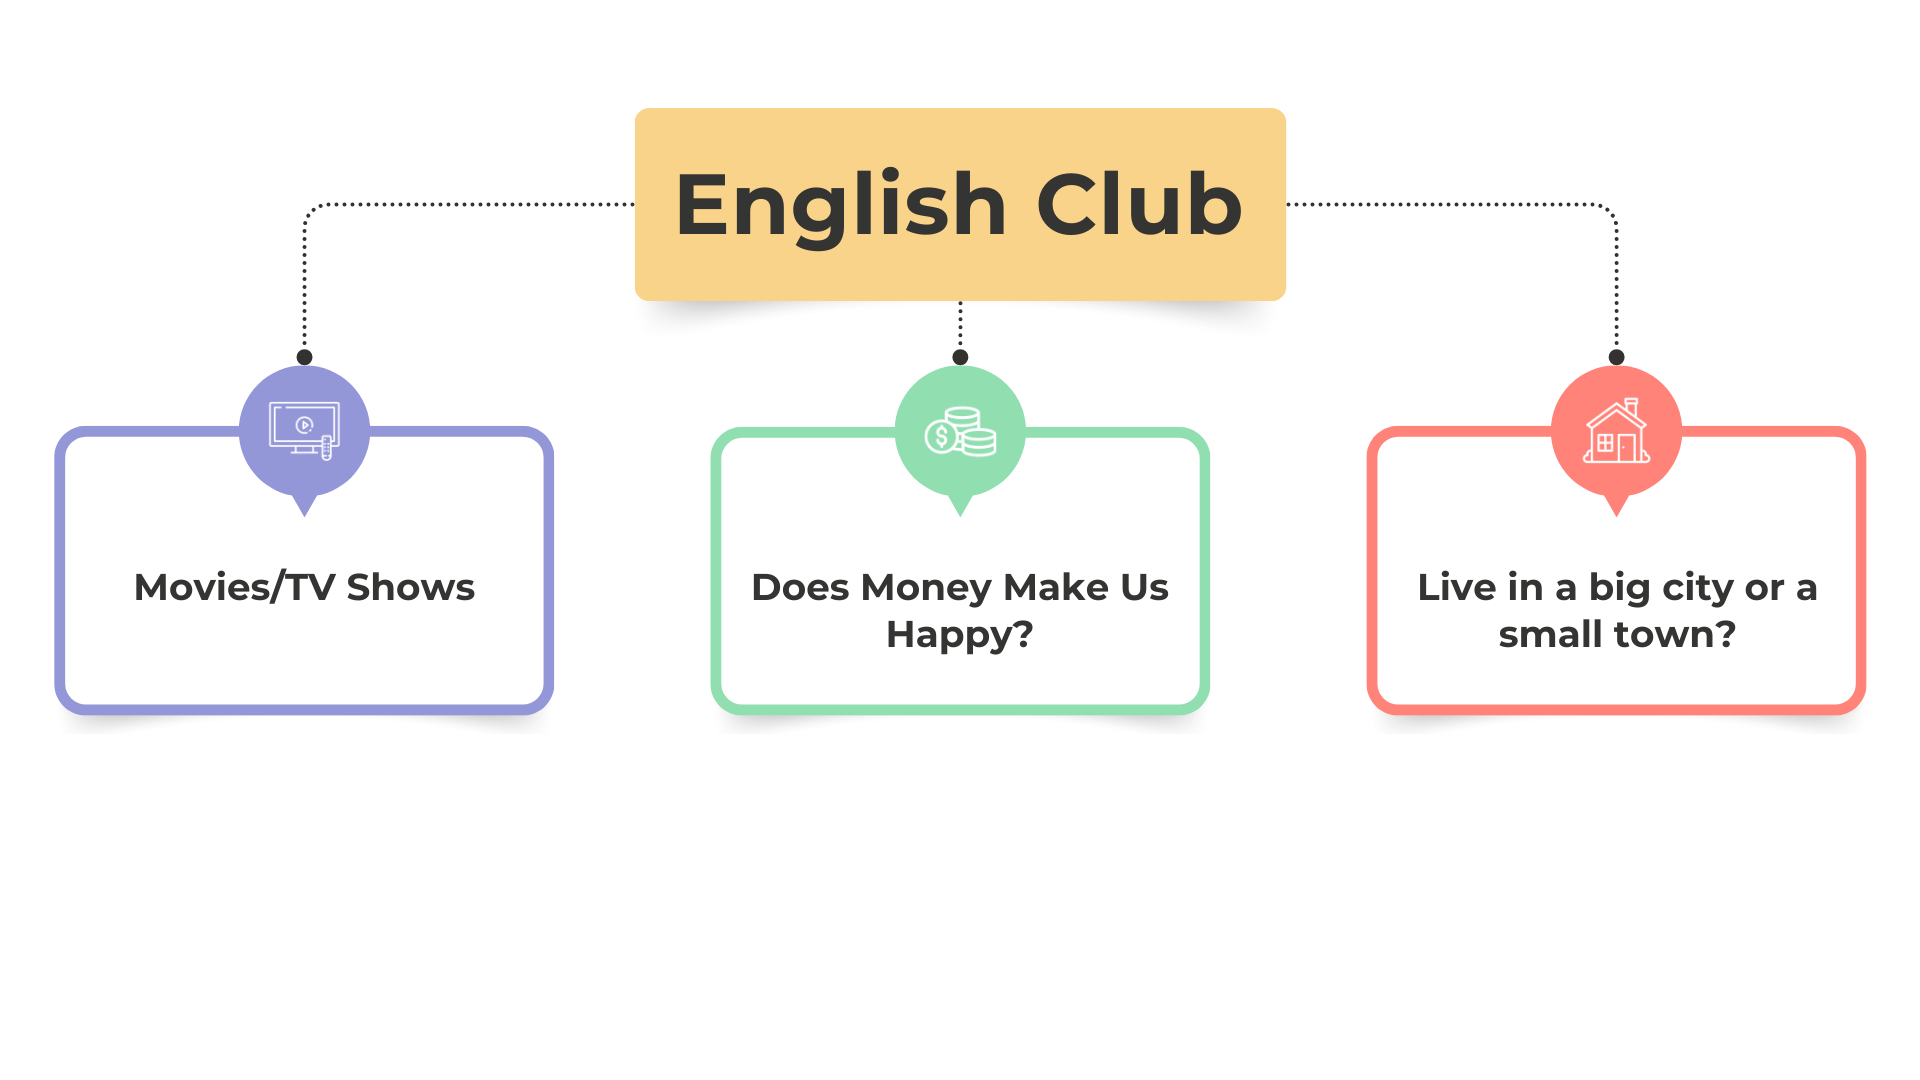 English Club
Movies/TV Shows
Does Money Make Us
Happy?
Live in a big city or a
small town?